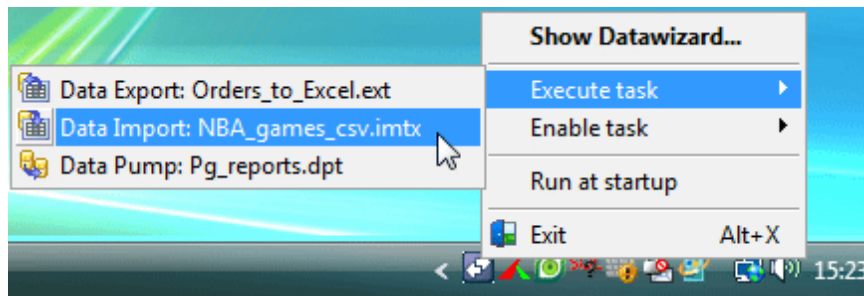 Show Datawizard...
Data Export: Orders_to_Excel.ext
Execute task
Data Import: NBA_games_csv.imtx
Enable task
Data Pump: Pg_reports.dpt
Run at startup
Exit Alt+X
15:23